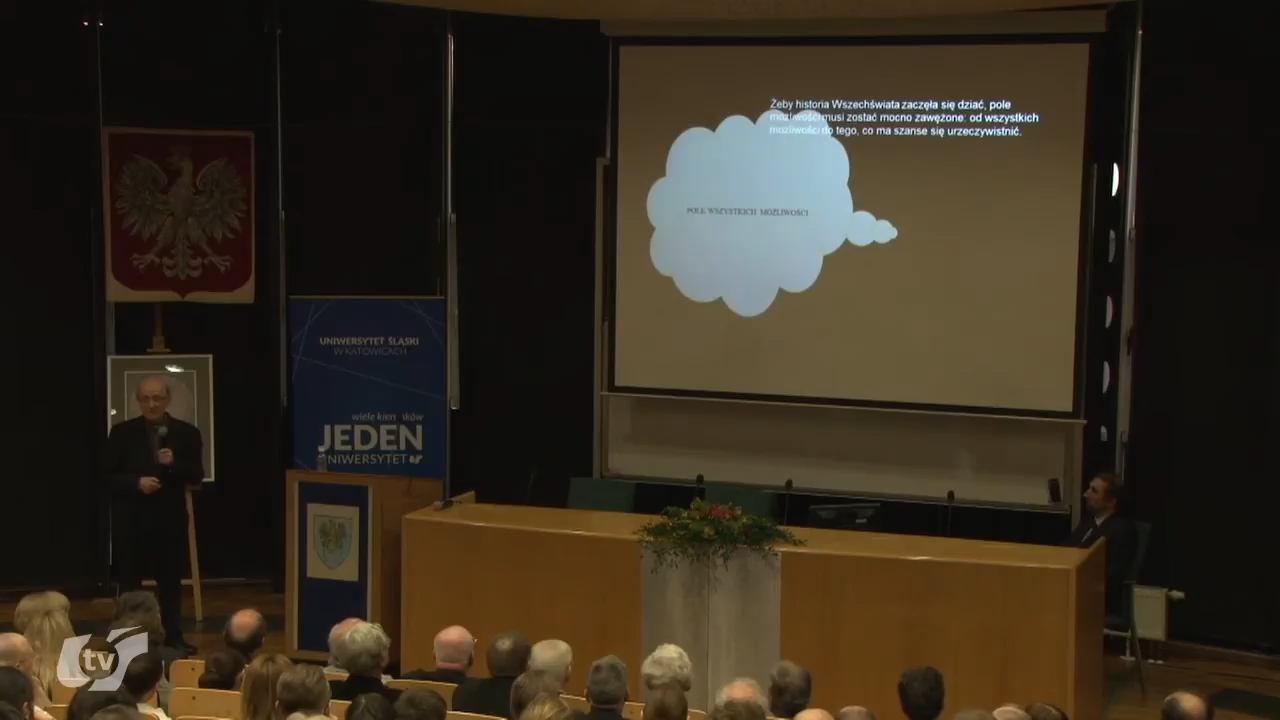 Żeby historia Wszechświata zaczęła się dziać, pole
możliwości musi zostać mocno zawężone: od wszystkich
możliwości do tego, co ma szanse się urzeczywistnić.
POLE WSZYSTKICH MOŻLIWOŚCI
UNIWERSYTET ŚLĄSKI
W KATOWICACH
wiele
JEDEN
UNIWERSYTET
tv